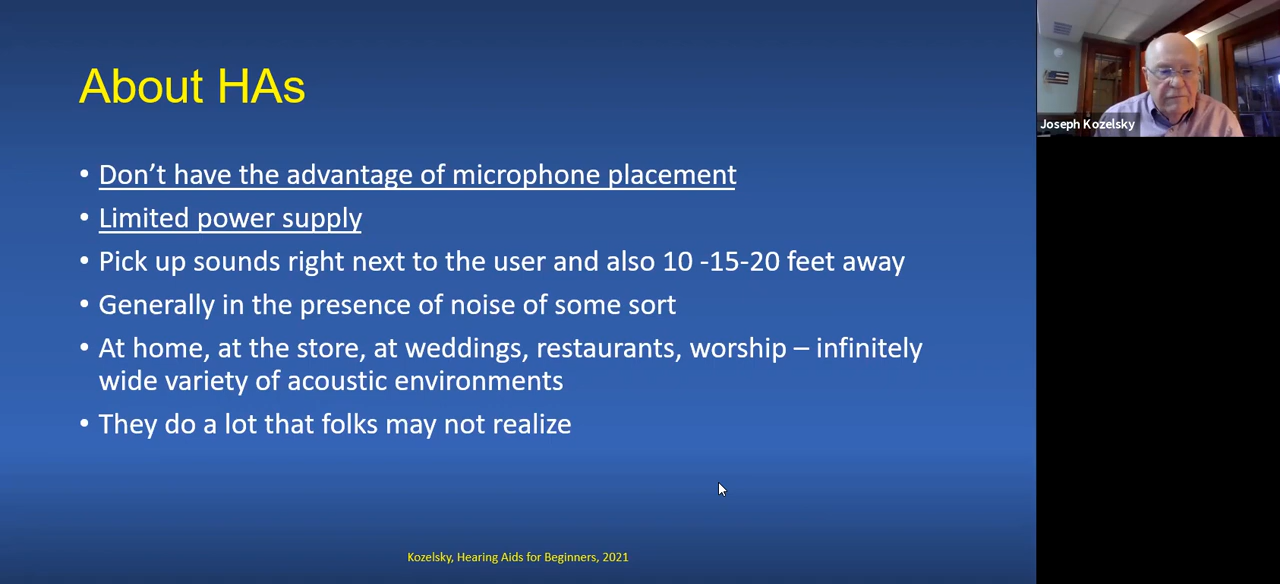 About HAs
• Don’t have the advantage of microphone placement
• Limited power supply
• Pick up sounds right next to the user and also 10 -15-20 feet away
• Generally in the presence of noise of some sort
• At home, at the store, at weddings, restaurants, worship – infinitely
wide variety of acoustic environments
• They do a lot that folks may not realize
Kozelsky, Hearing Aids for Beginners, 2021
Joseph Kozelsky